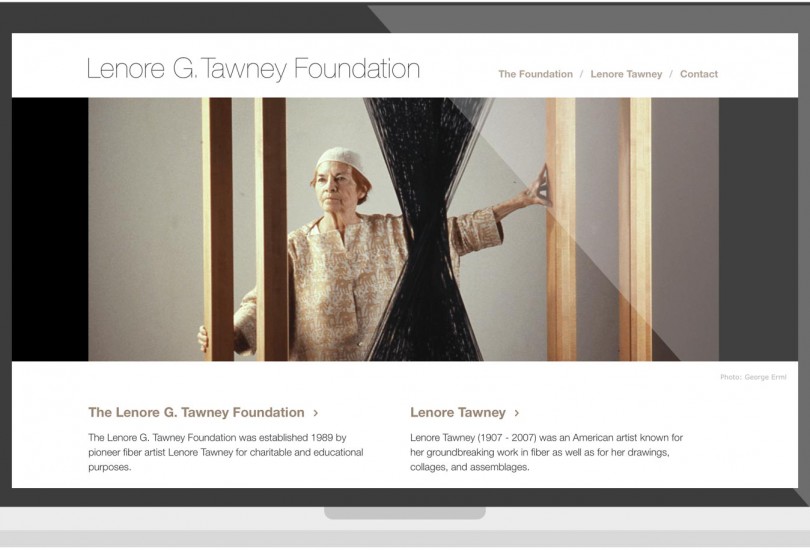 Lenore G. Tawney Foundation
The Foundation / Lenore Tawney / Contact
Photo: George Erml
The Lenore G. Tawney Foundation ›
The Lenore G. Tawney Foundation was established 1989 by
pioneer fiber artist Lenore Tawney for charitable and educational
purposes.
Lenore Tawney ›
Lenore Tawney (1907 - 2007) was an American artist known for
her groundbreaking work in fiber as well as for her drawings,
collages, and assemblages.